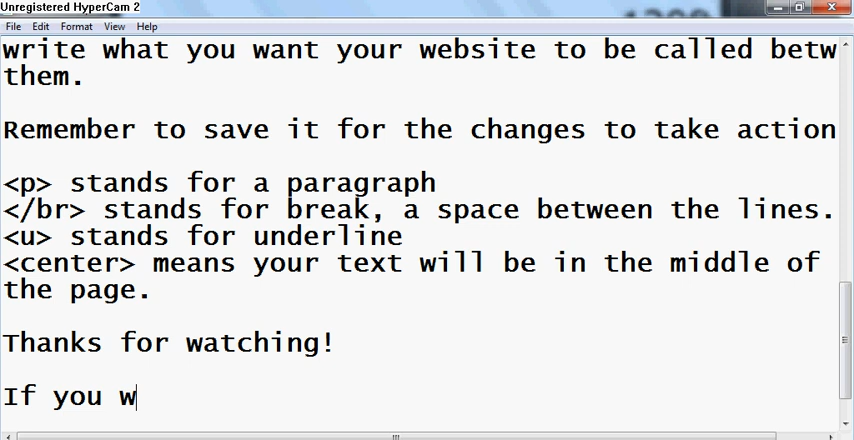 Unregistered HyperCam 2
File Edit Format View Help
write what you want your website to be called betw
them.
Remember to save it for the changes to take action
<p> stands for a paragraph
</br> stands for break, a space between the lines.
<u> stands for underline
<center> means your text will be in the middle of
the page.
Thanks for watching!
If you w